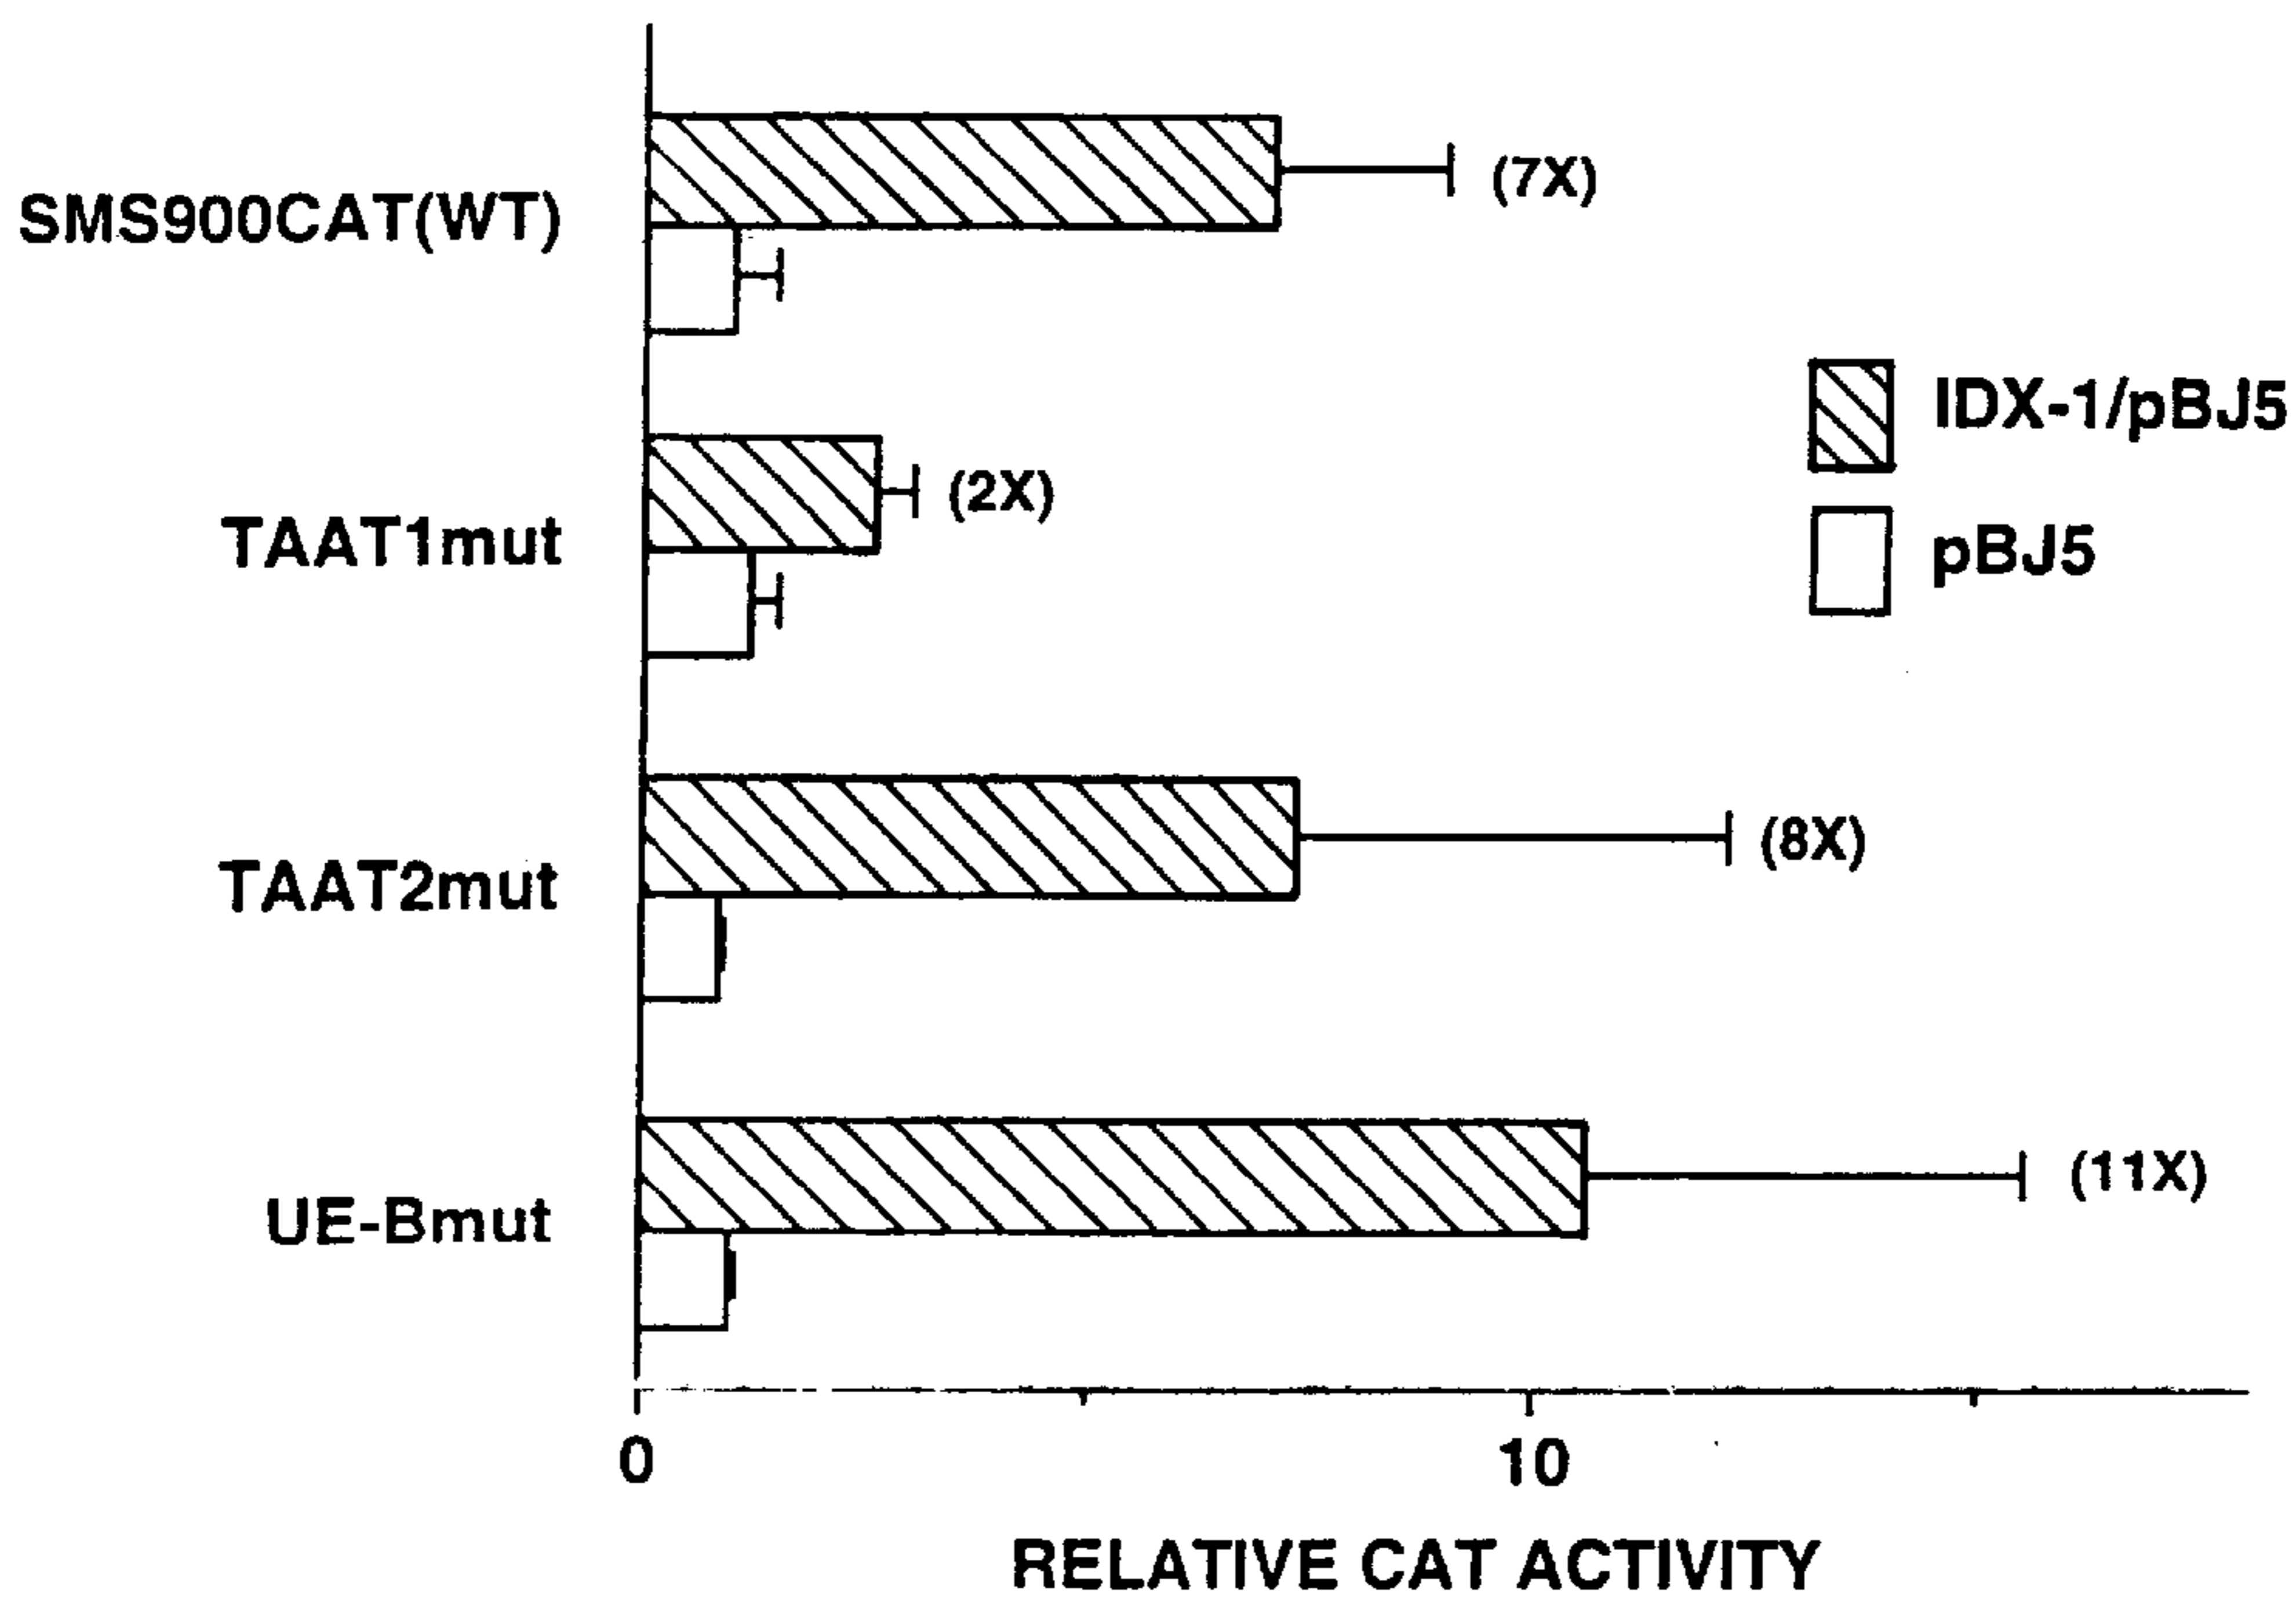 SMS900CAT(WT)
(7X)
TAAT1mut
(2X)
IDX-1/pBJ5
pBJ5
TAAT2mut
(8X)
UE-Bmut
(11X)
0
10
RELATIVE CAT ACTIVITY